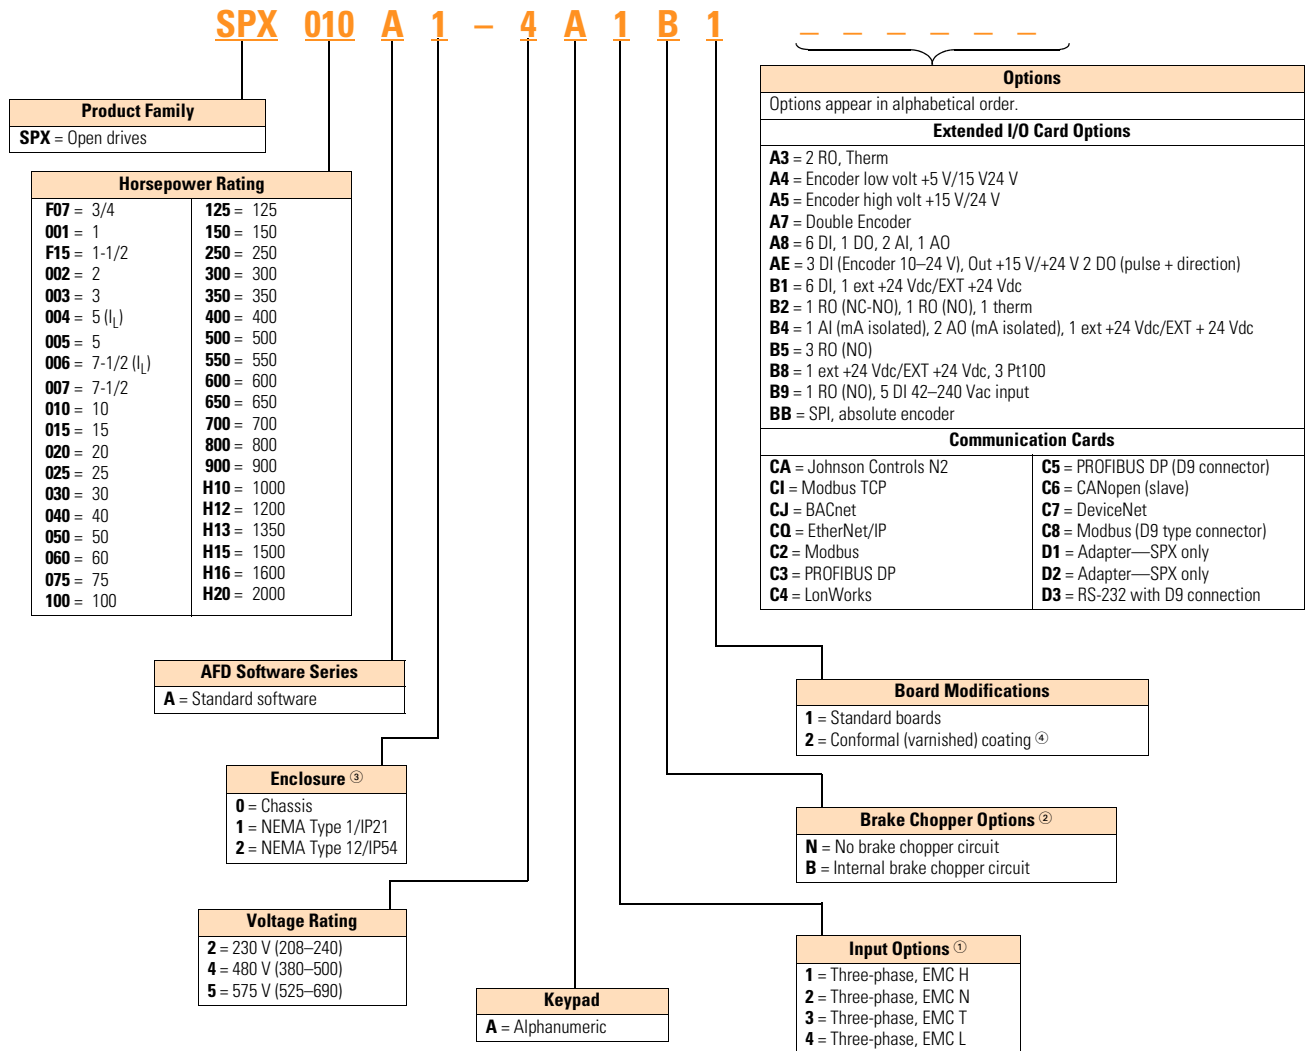 SPX 010 A 1 – 4 A 1 B 1 _ _ _ _ _ _
Product Family
SPX = Open drives
Horsepower Rating
F07 = 3/4
001 = 1
F15 = 1-1/2
002 = 2
003 = 3
004 = 5 (IL)
005 = 5
006 = 7-1/2 (IL)
007 = 7-1/2
010 = 10
015 = 15
020 = 20
025 = 25
030 = 30
040 = 40
050 = 50
060 = 60
075 = 75
100 = 100
125 = 125
150 = 150
250 = 250
300 = 300
350 = 350
400 = 400
500 = 500
550 = 550
600 = 600
650 = 650
700 = 700
800 = 800
900 = 900
H10 = 1000
H12 = 1200
H13 = 1350
H15 = 1500
H16 = 1600
H20 = 2000
AFD Software Series
A = Standard software
Enclosure ③
0 = Chassis
1 = NEMA Type 1/IP21
2 = NEMA Type 12/IP54
Voltage Rating
2 = 230 V (208–240)
4 = 480 V (380–500)
5 = 575 V (525–690)
Keypad
A = Alphanumeric
Options
Options appear in alphabetical order.
Extended I/O Card Options
A3 = 2 RO, Therm
A4 = Encoder low volt +5 V/15 V24 V
A5 = Encoder high volt +15 V/24 V
A7 = Double Encoder
A8 = 6 DI, 1 DO, 2 AI, 1 AO
AE = 3 DI (Encoder 10–24 V), Out +15 V/+24 V 2 DO (pulse + direction)
B1 = 6 DI, 1 ext +24 Vdc/EXT +24 Vdc
B2 = 1 RO (NC-NO), 1 RO (NO), 1 therm
B4 = 1 AI (mA isolated), 2 AO (mA isolated), 1 ext +24 Vdc/EXT + 24 Vdc
B5 = 3 RO (NO)
B8 = 1 ext +24 Vdc/EXT +24 Vdc, 3 Pt100
B9 = 1 RO (NO), 5 DI 42–240 Vac input
BB = SPI, absolute encoder
Communication Cards
CA = Johnson Controls N2
CI = Modbus TCP
CJ = BACnet
CQ = EtherNet/IP
C2 = Modbus
C3 = PROFIBUS DP
C4 = LonWorks
C5 = PROFIBUS DP (D9 connector)
C6 = CANopen (slave)
C7 = DeviceNet
C8 = Modbus (D9 type connector)
D1 = Adapter—SPX only
D2 = Adapter—SPX only
D3 = RS-232 with D9 connection
Board Modifications
1 = Standard boards
2 = Conformal (varnished) coating ④
Brake Chopper Options ②
N = No brake chopper circuit
B = Internal brake chopper circuit
Input Options ①
1 = Three-phase, EMC H
2 = Three-phase, EMC N
3 = Three-phase, EMC T
4 = Three-phase, EMC L